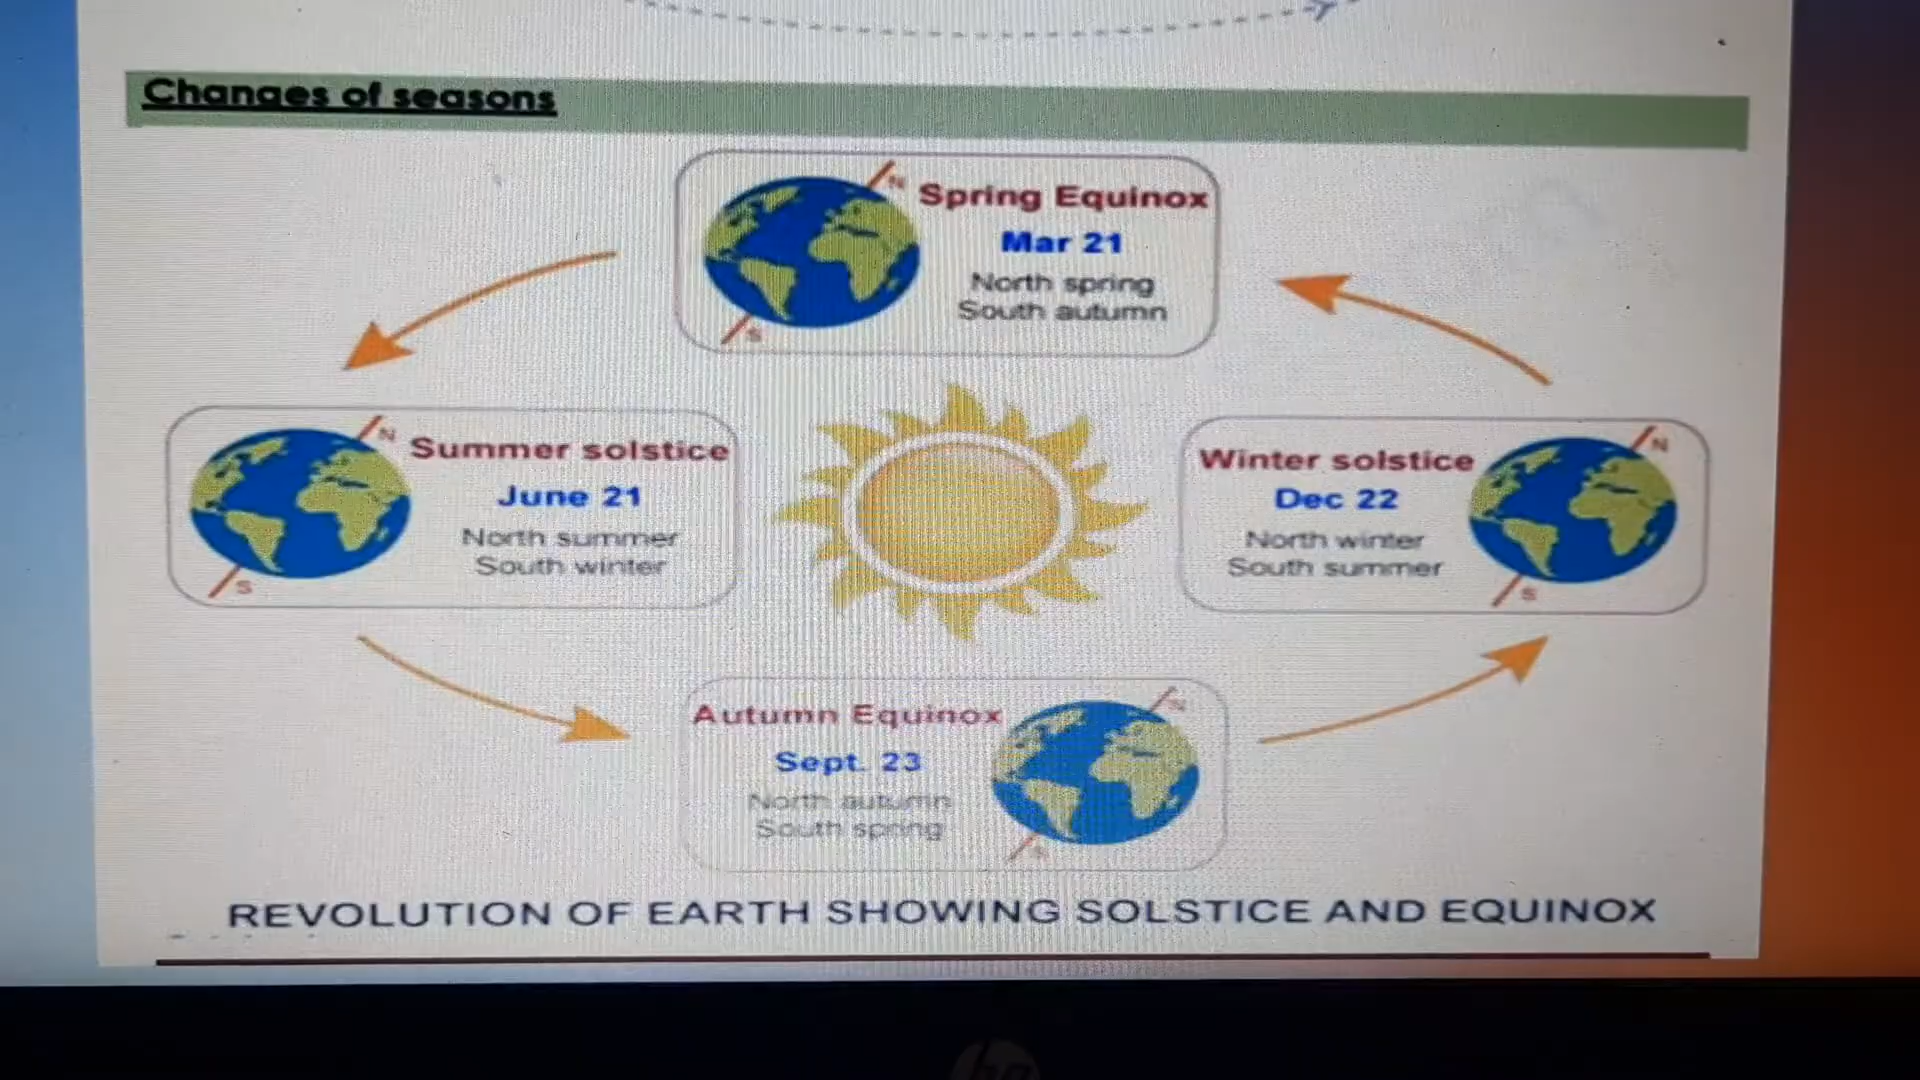 Changes of seasons
N
Spring Equinox
Mar 21
North spring
South autumn
S
N
Summer solstice
June 21
North summer
South winter
S
Winter solstice
Dec 22
North winter
South summer
N
S
Autumn Equinox
Sept. 23
North autumn
South spring
N
S
REVOLUTION OF EARTH SHOWING SOLSTICE AND EQUINOX
hp